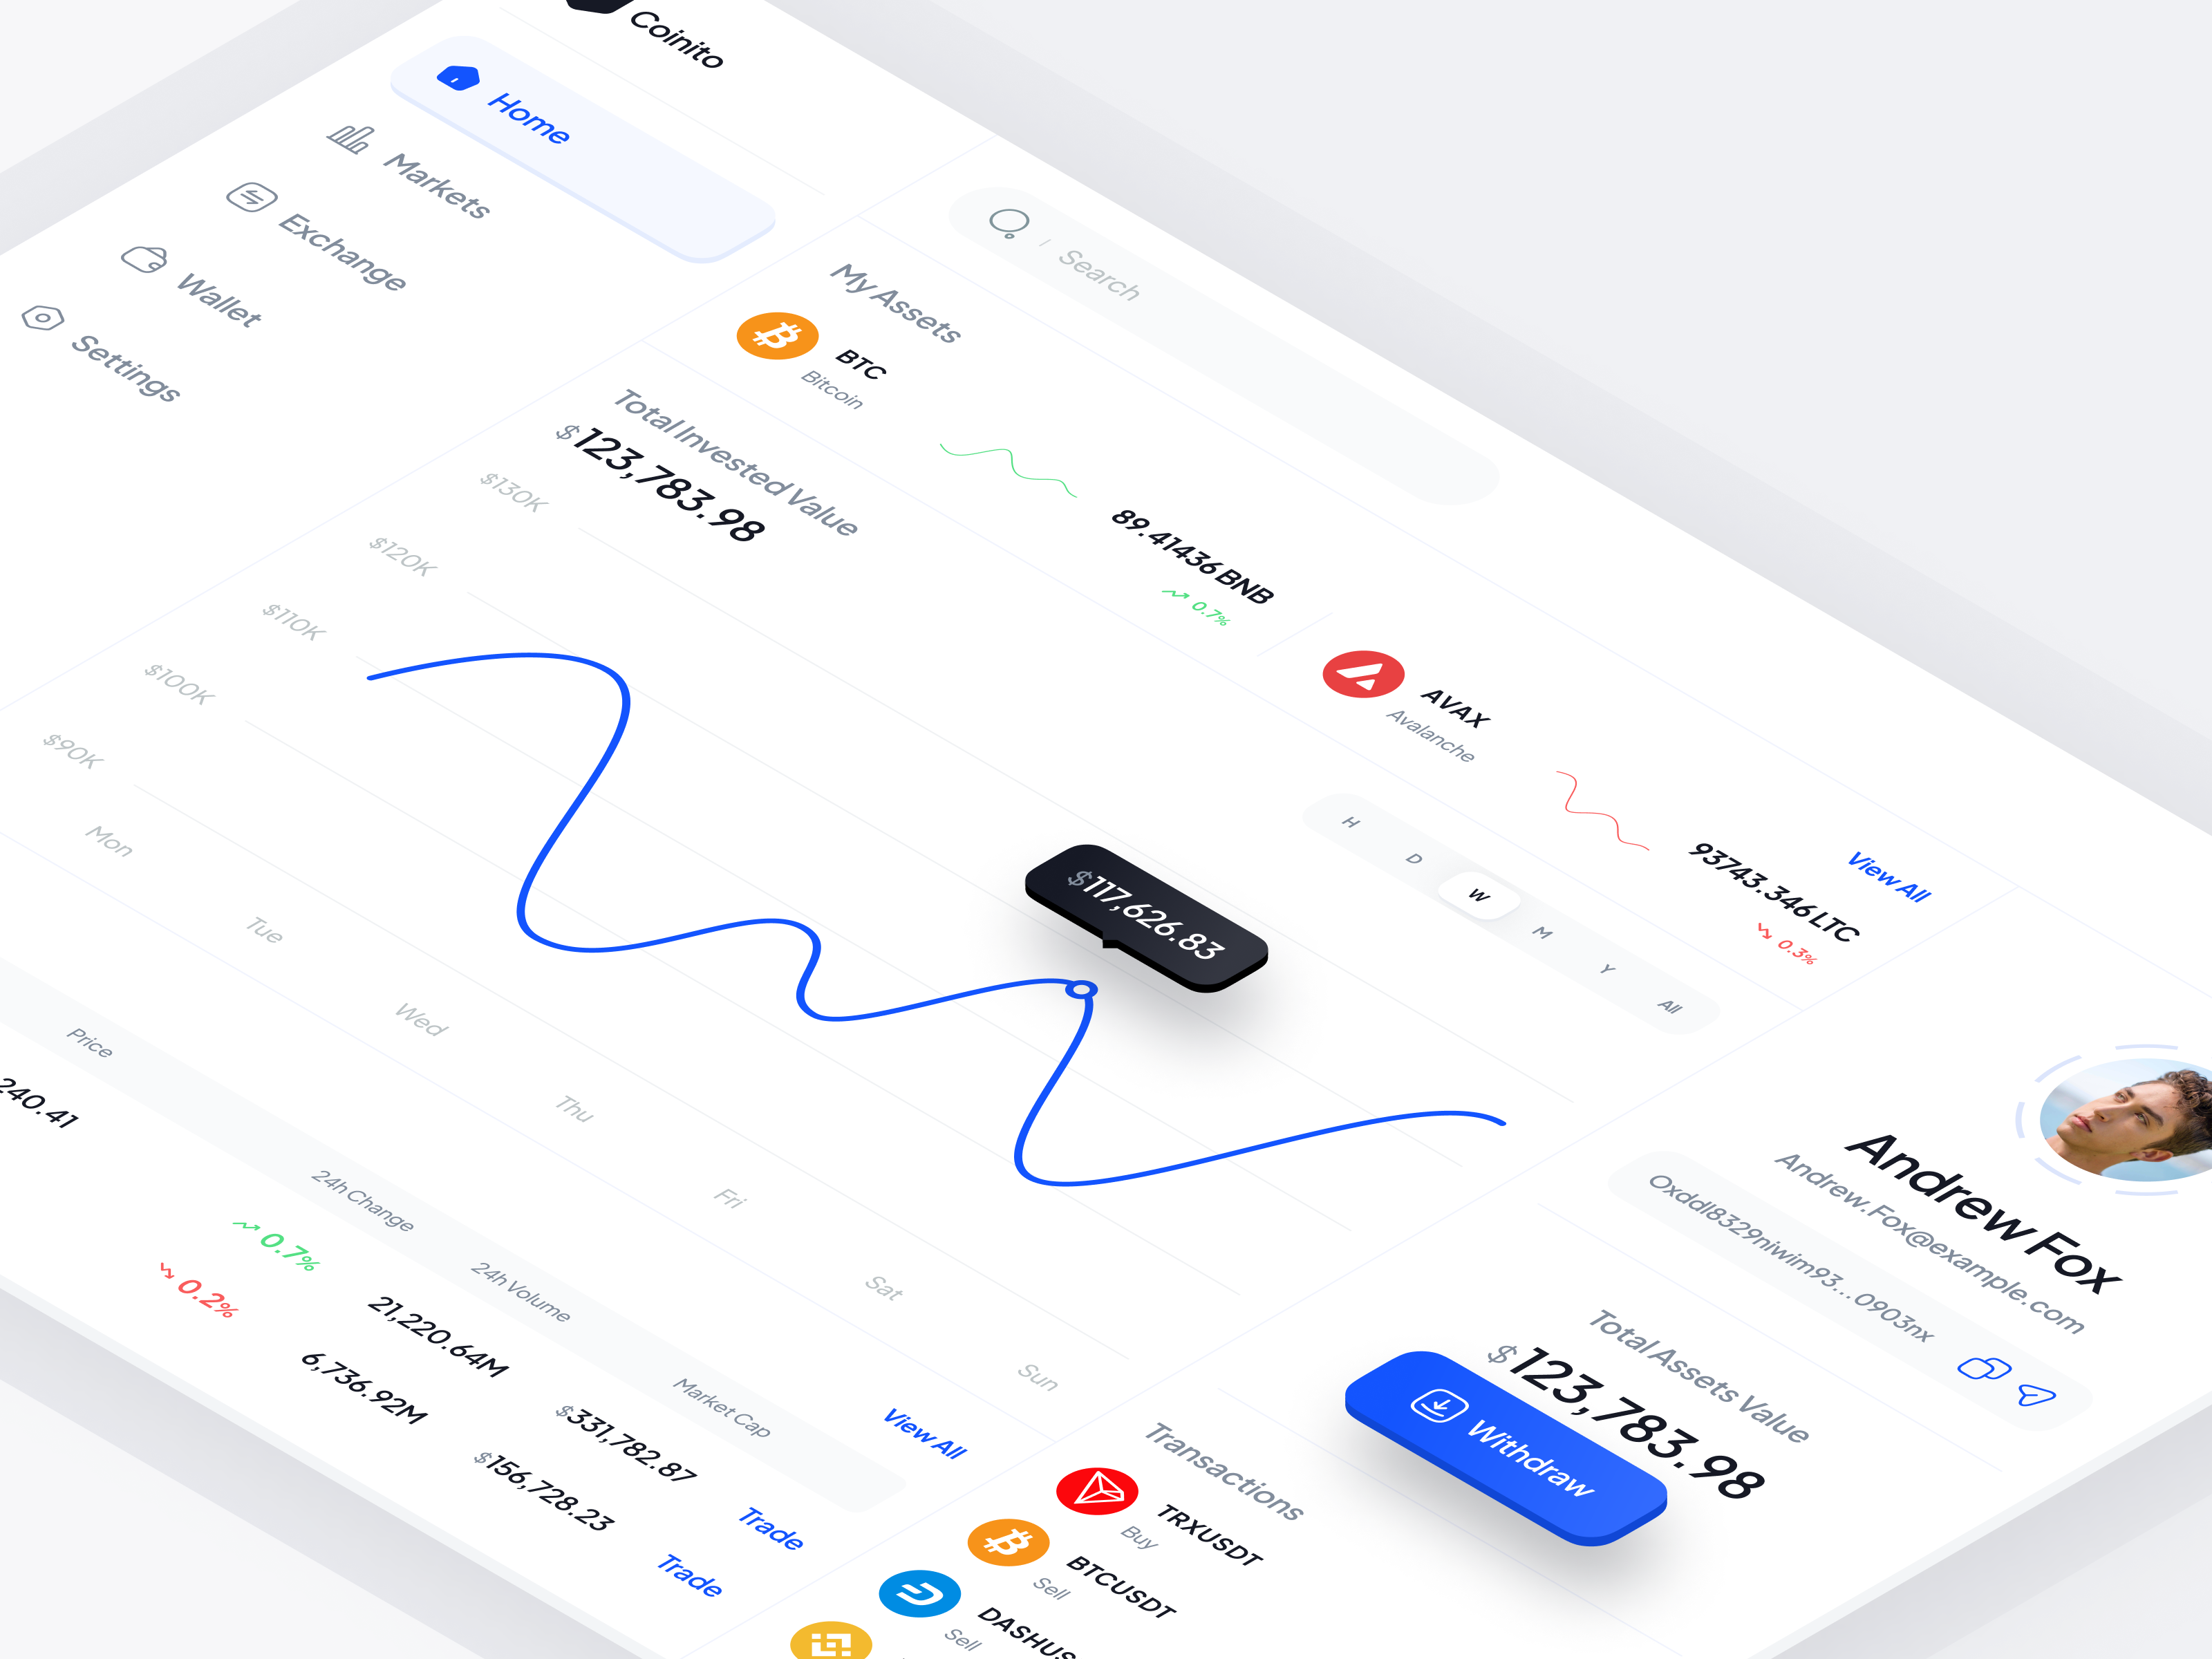 Coinito
Home
Markets
Exchange
Wallet
Settings
/ Search
My Assets
BTC
Bitcoin
89.41436 BNB
0.7%
AVAX
Avalanche
93743.346 LTC
0.3%
View All
Total Invested Value
$123,783.98
H D W M Y All
$130K
$120K
$110K
$100K
$90K
$117,626.83
Mon Tue Wed Thu Fri Sat Sun
View All
Price 24h Change 24h Volume Market Cap
240.41 0.7% 21,220.64M $331,782.87 Trade
0.2% 6,736.92M $156,728.23 Trade
Andrew Fox
Andrew.Fox@example.com
0xddl8329niwim93...0903nx
Total Assets Value
$123,783.98
Withdraw
Transactions
TRXUSDT
Buy
BTCUSDT
Sell
DASHUS
Sell